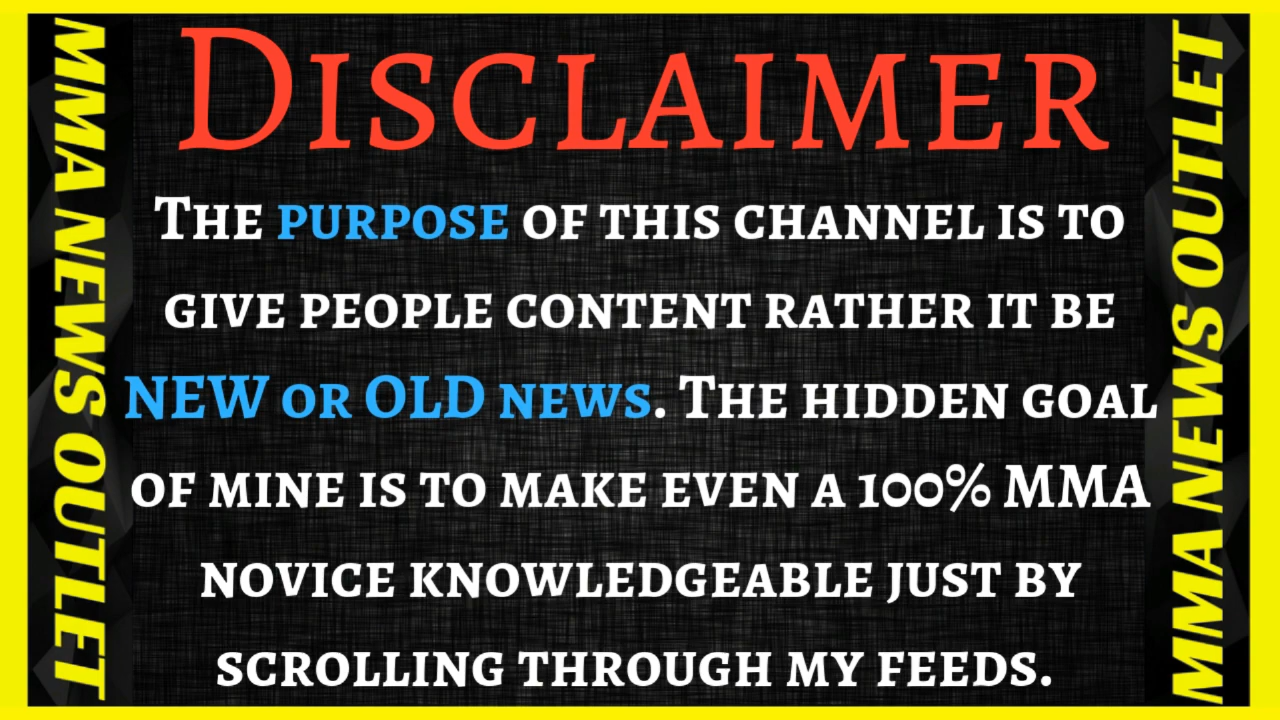 DISCLAIMER
THE PURPOSE OF THIS CHANNEL IS TO
GIVE PEOPLE CONTENT RATHER IT BE
NEW OR OLD NEWS. THE HIDDEN GOAL
OF MINE IS TO MAKE EVEN A 100% MMA
NOVICE KNOWLEDGEABLE JUST BY
SCROLLING THROUGH MY FEEDS.
MMA NEWS OUTLET
MMA NEWS OUTLET